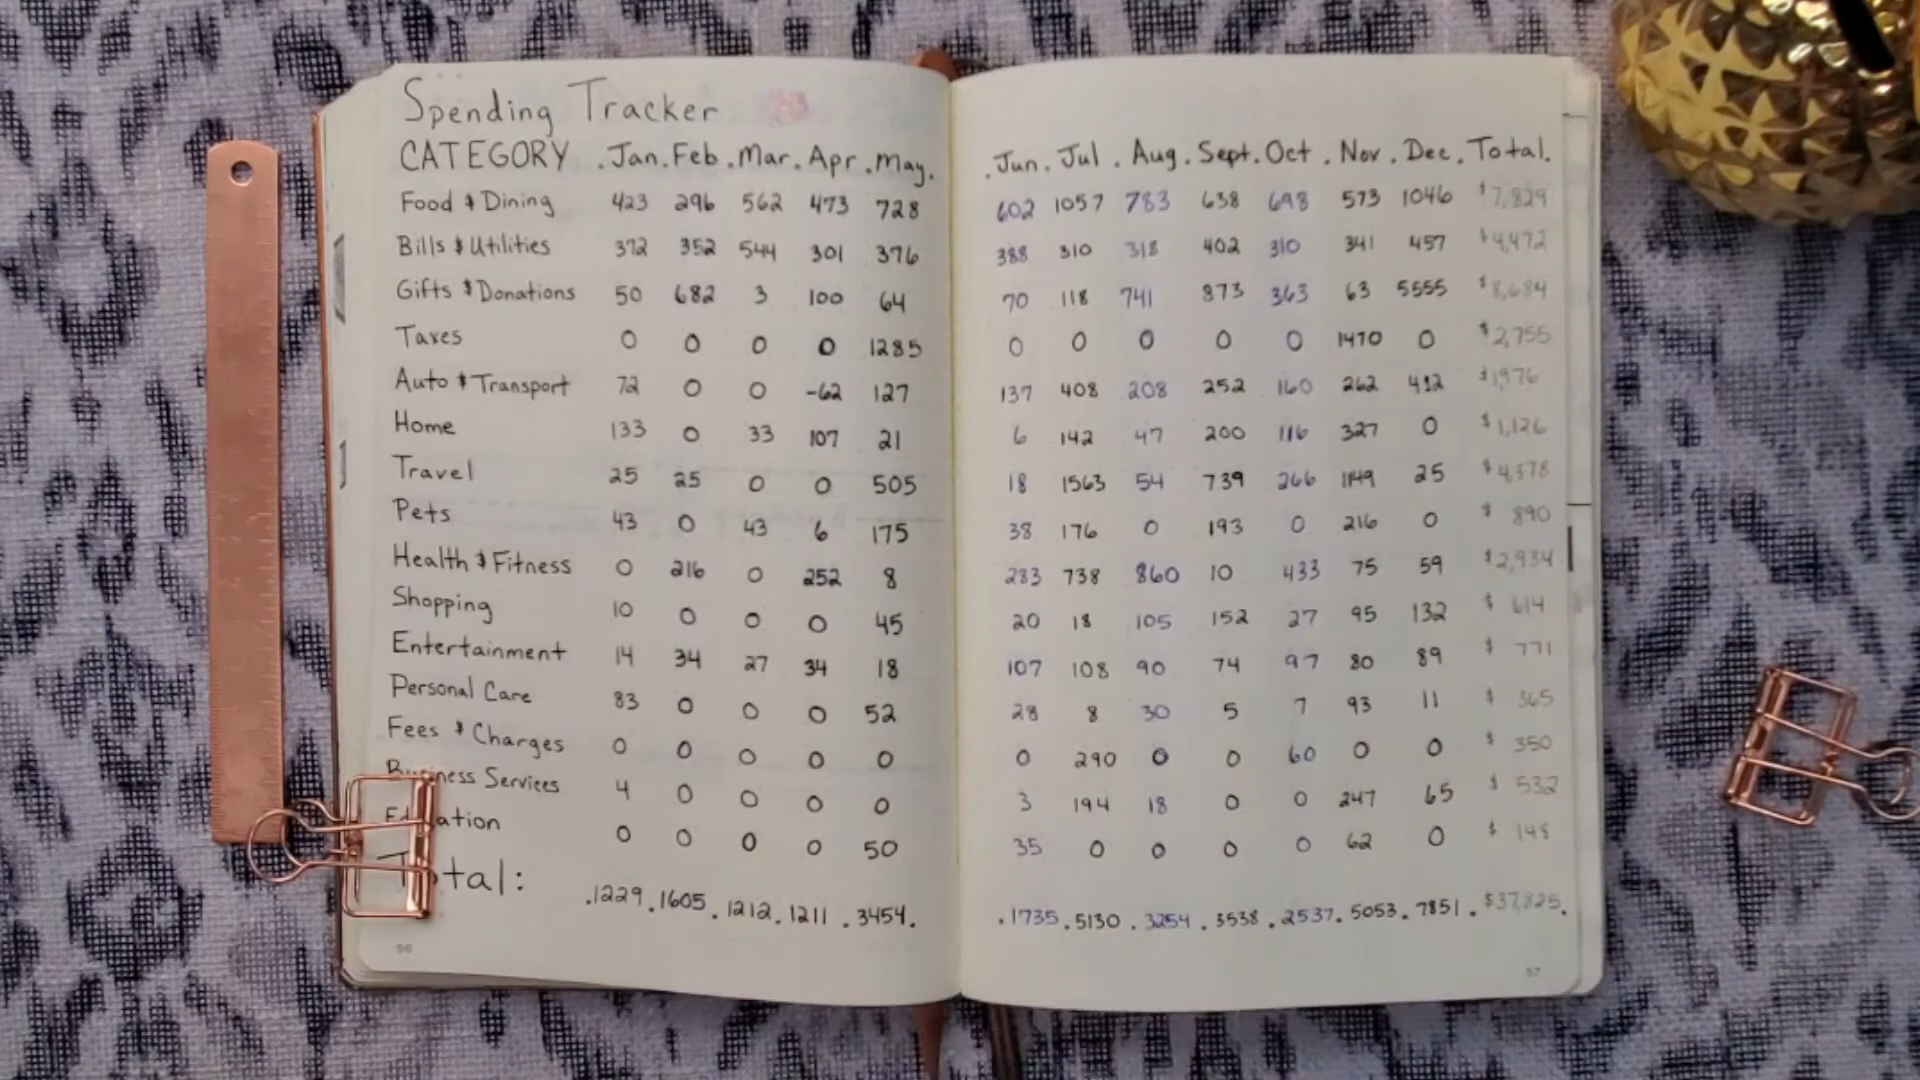 Spending Tracker
CATEGORY . Jan. Feb . Mar. Apr . May. . Jun. Jul . Aug. Sept. Oct . Nov. Dec. Total.
Food & Dining 423 296 562 473 728 602 1057 783 638 698 573 1046 $7,829
Bills & Utilities 372 352 544 301 376 388 310 318 402 310 341 457 $4,472
Gifts & Donations 50 682 3 100 64 70 118 741 873 363 63 5555 $8,684
Taxes 0 0 0 0 1285 0 0 0 0 0 1470 0 $2,755
Auto & Transport 72 0 0 -62 127 137 408 208 252 160 262 412 $1,976
Home 133 0 33 107 21 6 142 47 200 116 327 0 $1,126
Travel 25 25 0 0 505 18 1563 54 739 266 1149 25 $4,378
Pets 43 0 43 6 175 38 176 0 193 0 216 0 $ 890
Health & Fitness 0 216 0 252 8 283 738 860 10 433 75 59 $2,934
Shopping 10 0 0 0 45 20 18 105 152 27 95 132 $ 614
Entertainment 14 34 27 34 18 107 108 90 74 97 80 89 $ 771
Personal Care 83 0 0 0 52 28 8 30 5 7 93 11 $ 365
Fees & Charges 0 0 0 0 0 0 290 0 0 60 0 0 $ 350
Business Services 4 0 0 0 0 3 194 18 0 0 247 65 $ 532
Education 0 0 0 0 50 35 0 0 0 0 62 0 $ 148
Total: .1229 .1605 . 1212 . 1211 . 3454. . 1735 . 5130 . 3254 . 3538 . 2537 . 5053 . 7851 . $37,825.
56
57